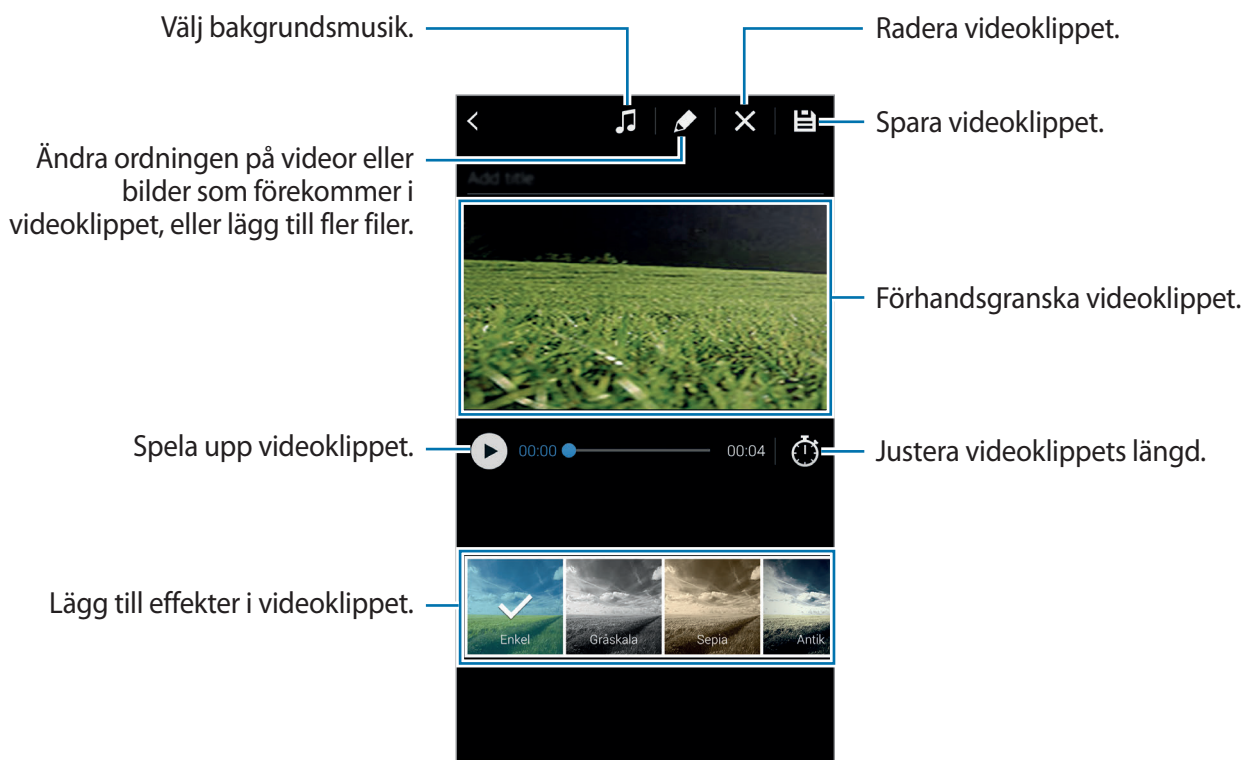 Välj bakgrundsmusik.
Radera videoklippet.
Spara videoklippet.
Ändra ordningen på videor eller
bilder som förekommer i
videoklippet, eller lägg till fler filer.
Add title
Förhandsgranska videoklippet.
Spela upp videoklippet.
00:00
00:04
Justera videoklippets längd.
Lägg till effekter i videoklippet.
Enkel
Gråskala
Sepia
Antik